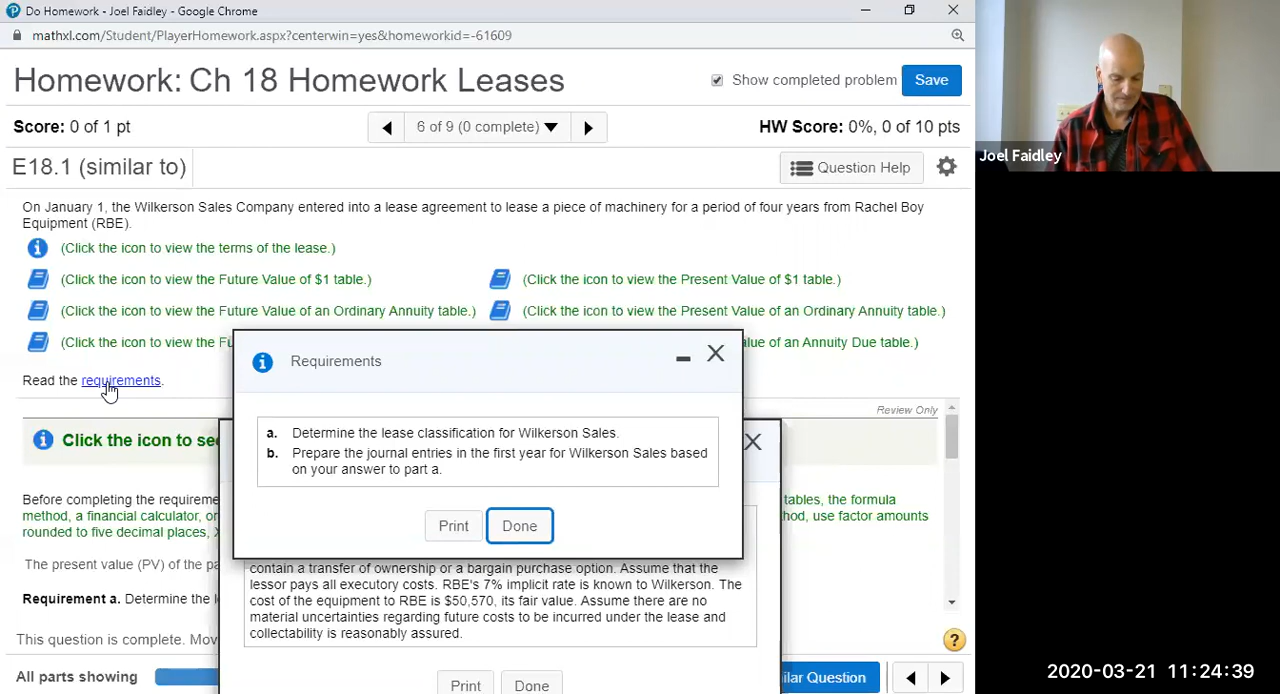 Do Homework - Joel Faidley - Google Chrome
mathxl.com/Student/PlayerHomework.aspx?centerwin=yes&homeworkid=-61609
Homework: Ch 18 Homework Leases
Show completed problem
Save
Score: 0 of 1 pt
6 of 9 (0 complete)
HW Score: 0%, 0 of 10 pts
E18.1 (similar to)
Question Help
Joel Faidley
On January 1, the Wilkerson Sales Company entered into a lease agreement to lease a piece of machinery for a period of four years from Rachel Boy
Equipment (RBE).
(Click the icon to view the terms of the lease.)
(Click the icon to view the Future Value of $1 table.)
(Click the icon to view the Present Value of $1 table.)
(Click the icon to view the Future Value of an Ordinary Annuity table.)
(Click the icon to view the Present Value of an Ordinary Annuity table.)
(Click the icon to view the Fu
alue of an Annuity Due table.)
Read the requirements.
Requirements
a. Determine the lease classification for Wilkerson Sales.
b. Prepare the journal entries in the first year for Wilkerson Sales based
on your answer to part a.
Print
Done
Review Only
Click the icon to see
Before completing the requireme
tables, the formula
method, a financial calculator, or
hod, use factor amounts
rounded to five decimal places, X
The present value (PV) of the pa
Requirement a. Determine the l
contain a transfer of ownership or a bargain purchase option. Assume that the
lessor pays all executory costs. RBE's 7% implicit rate is known to Wilkerson. The
cost of the equipment to RBE is $50,570, its fair value. Assume there are no
material uncertainties regarding future costs to be incurred under the lease and
collectability is reasonably assured.
This question is complete. Mov
?
All parts showing
Print
Done
ilar Question
2020-03-21 11:24:39